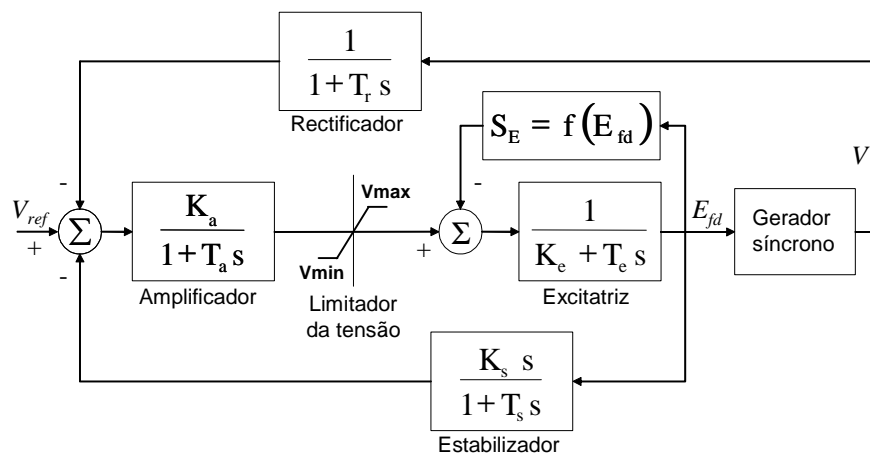 1
1 + T_r s
Rectificador
S_E = f(E_fd)
V
-
-
V_ref
+
Σ
-
K_a
1 + T_a s
Amplificador
Vmax
Vmin
Limitador
da tensão
+
Σ
1
K_e + T_e s
Excitatriz
E_fd
Gerador
síncrono
K_s s
1 + T_s s
Estabilizador